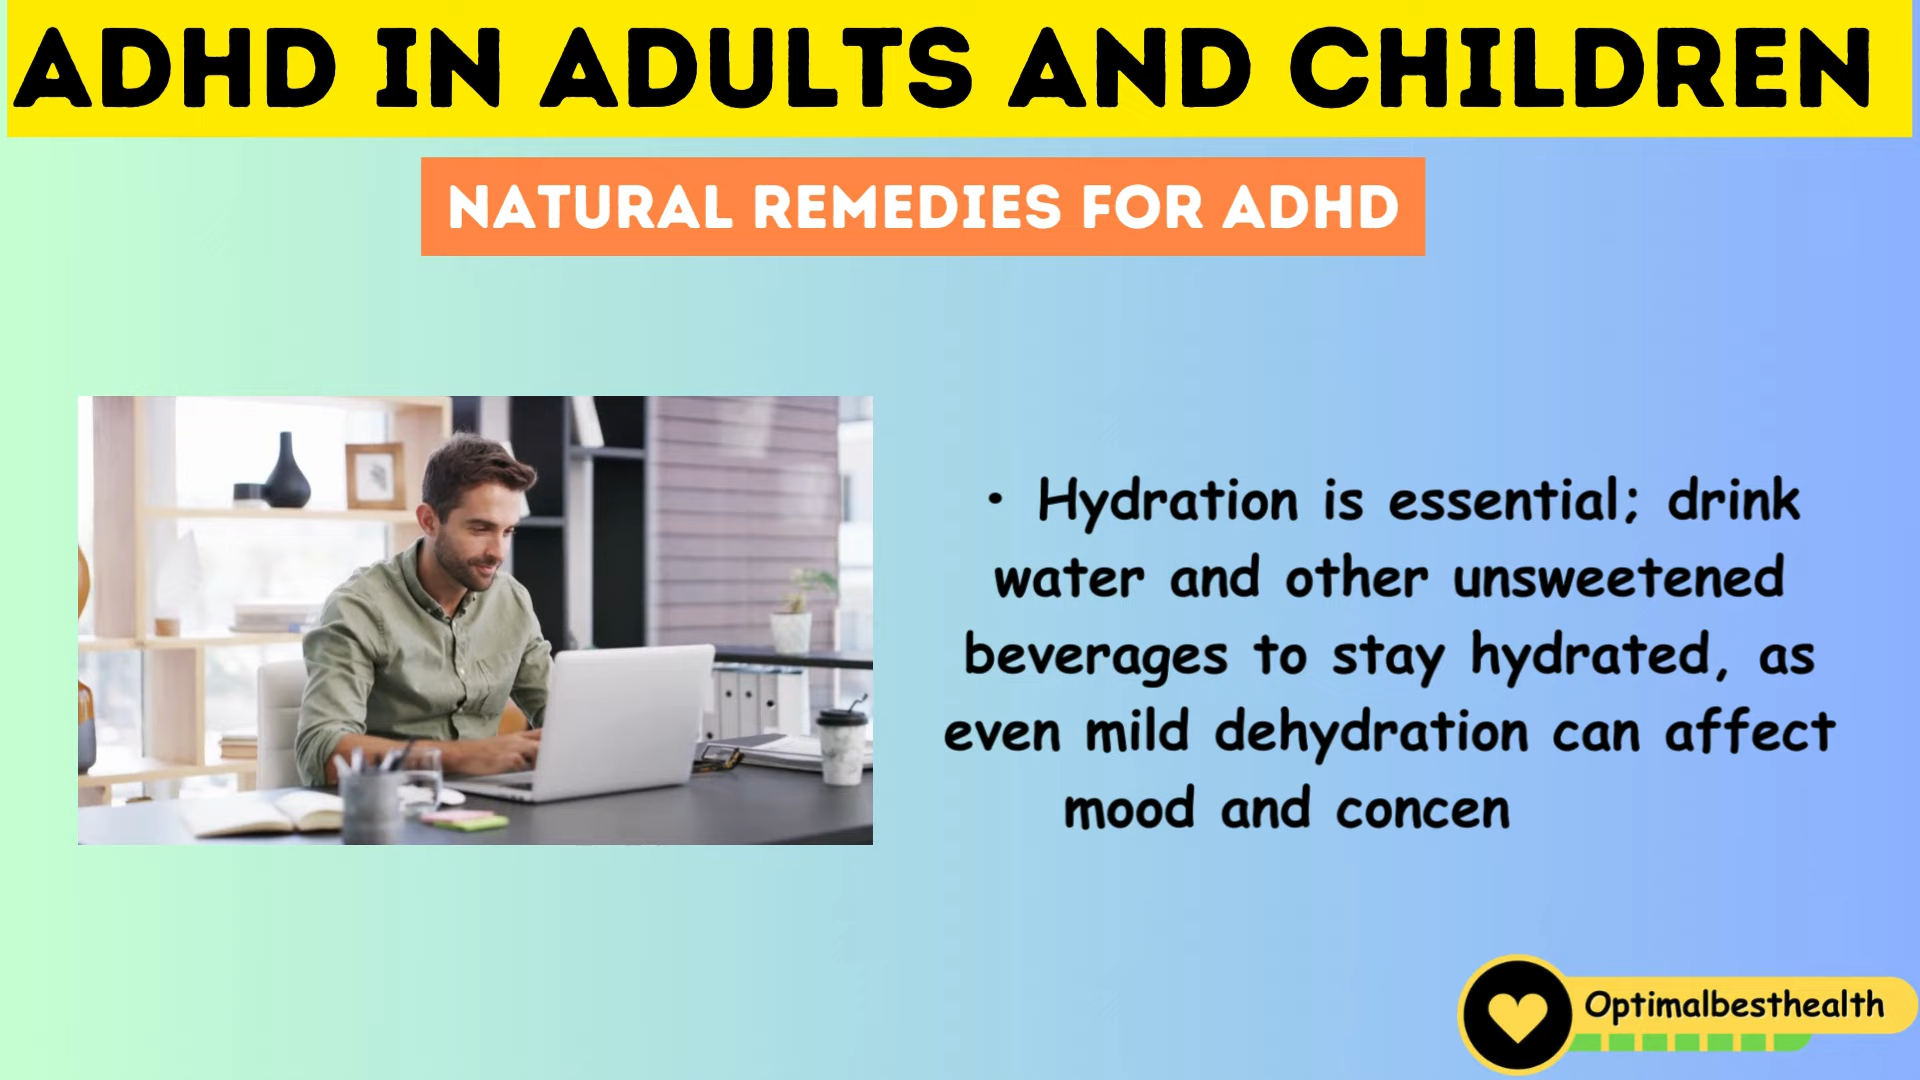 ADHD IN ADULTS AND CHILDREN
NATURAL REMEDIES FOR ADHD
• Hydration is essential; drink
water and other unsweetened
beverages to stay hydrated, as
even mild dehydration can affect
mood and concen
Optimalbesthealth